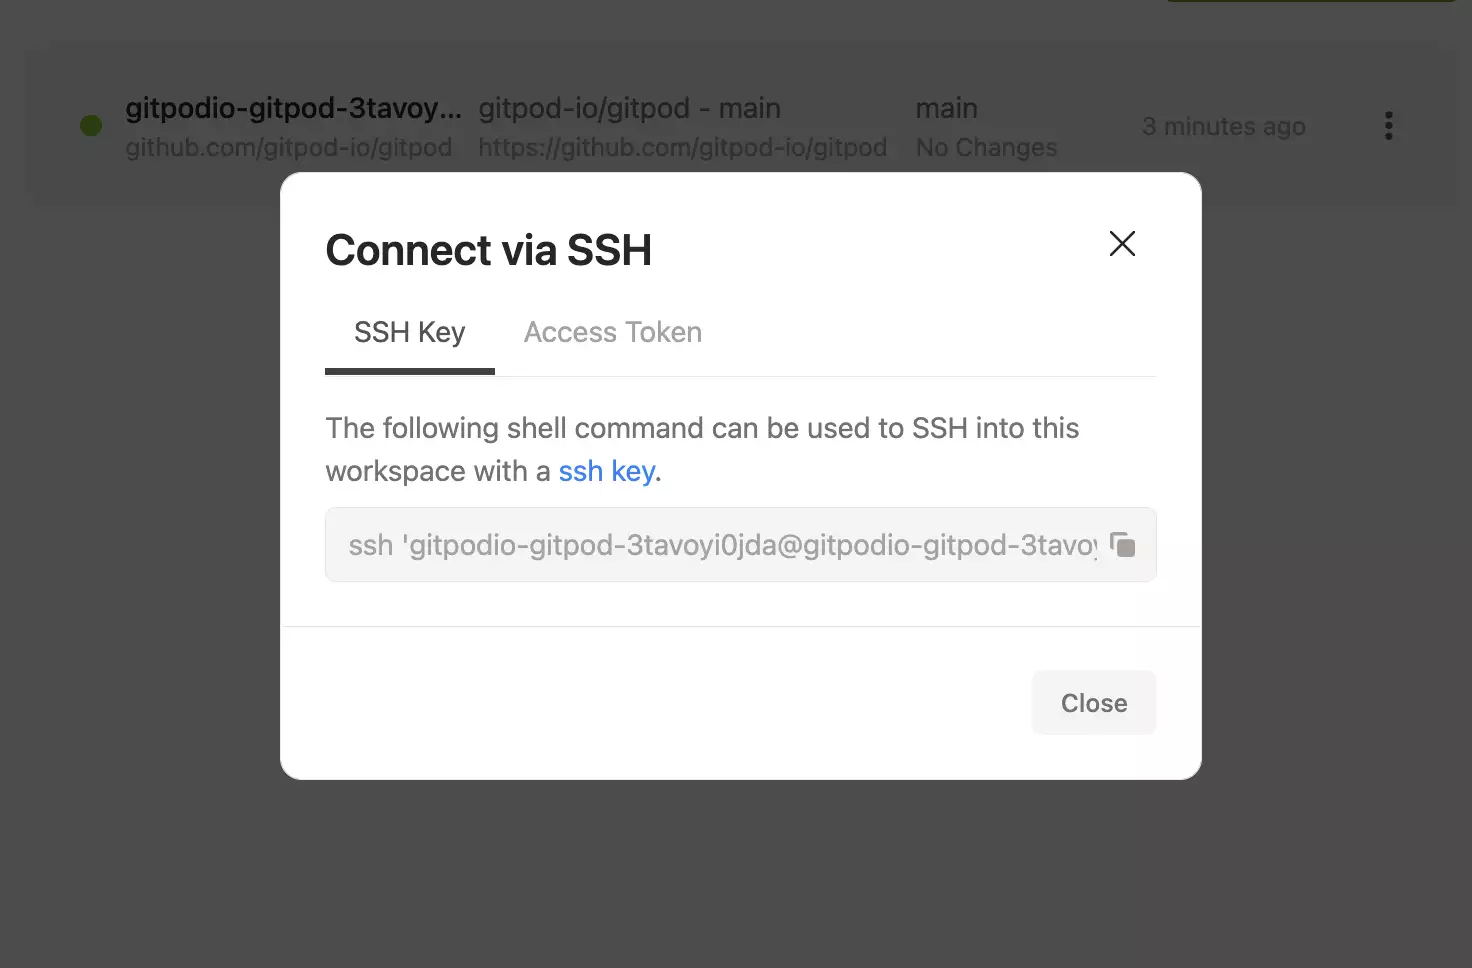 gitpodio-gitpod-3tavoy... gitpod-io/gitpod - main main
3 minutes ago
github.com/gitpod-io/gitpod https://github.com/gitpod-io/gitpod No Changes
Connect via SSH
SSH Key Access Token
The following shell command can be used to SSH into this
workspace with a ssh key.
ssh 'gitpodio-gitpod-3tavoyi0jda@gitpodio-gitpod-3tavoy
Close